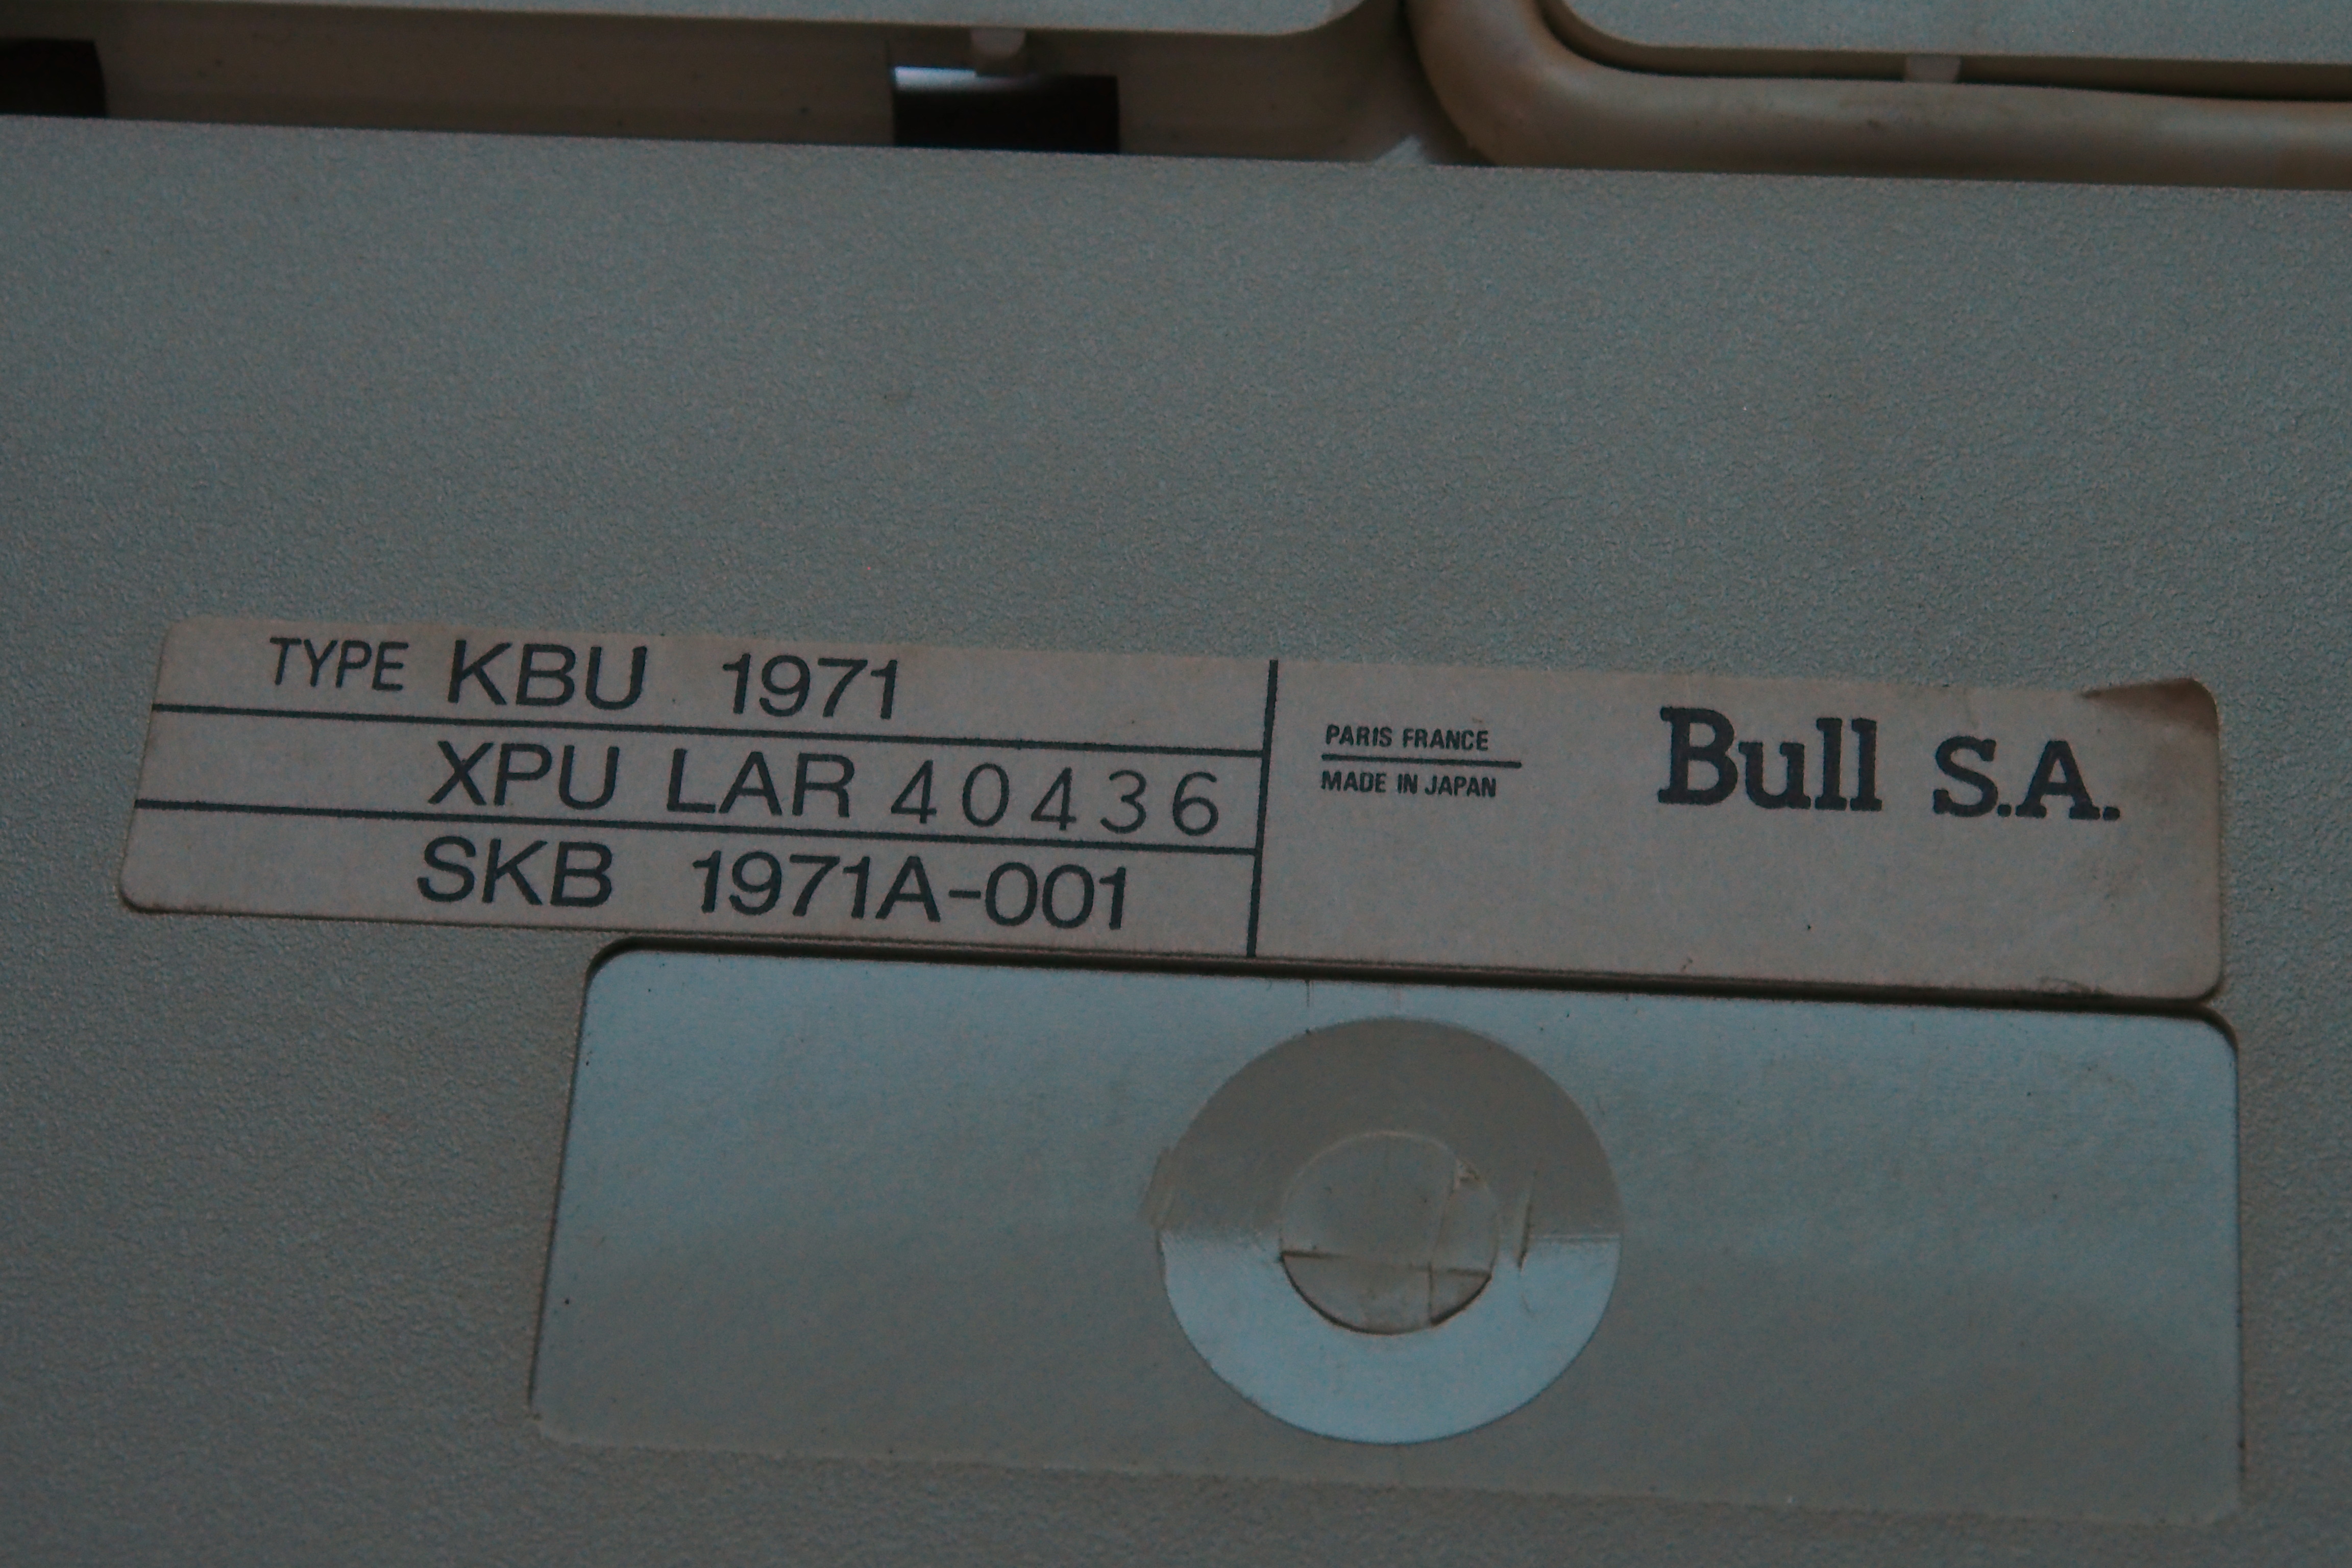 TYPE KBU 1971
XPU LAR 40436
SKB 1971A-001
PARIS FRANCE
MADE IN JAPAN
Bull S.A.